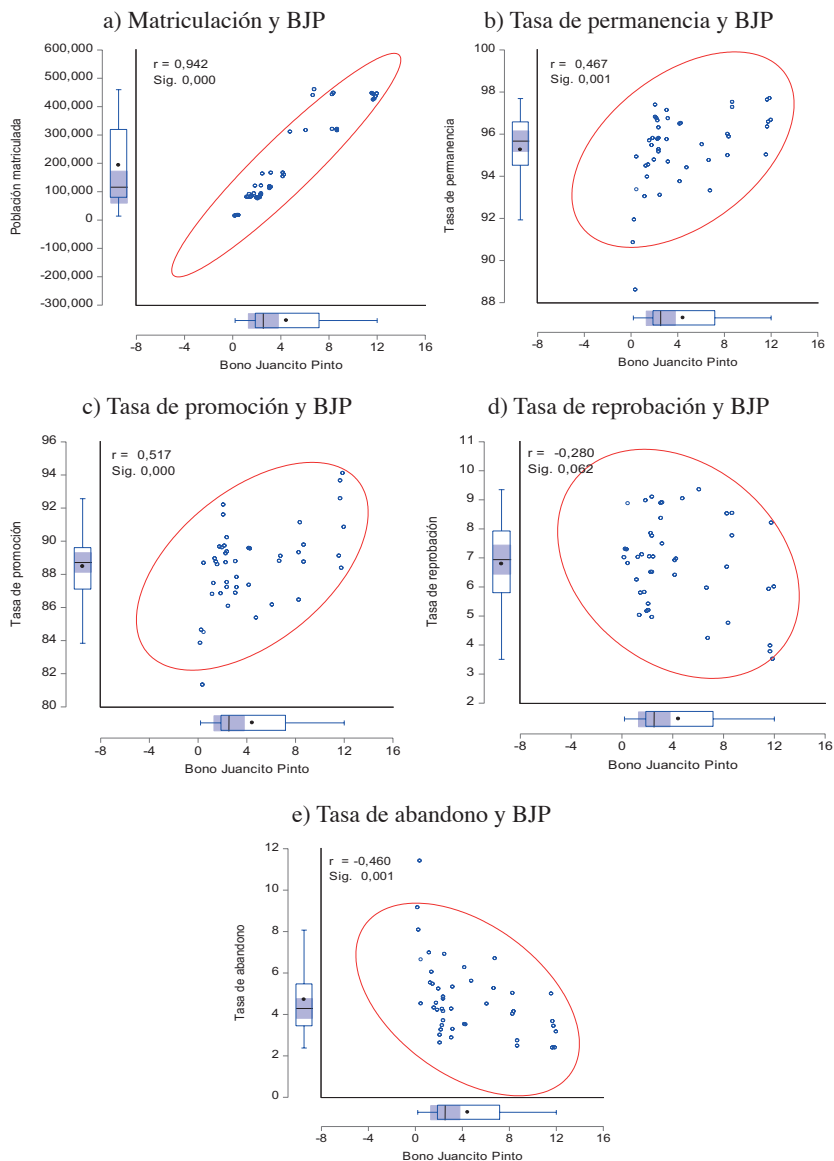 a) Matriculación y BJP
r = 0,942
Sig. 0,000
Población matriculada
600,000
500,000
400,000
300,000
200,000
100,000
0
-100,000
-200,000
-300,000
-8 -4 0 4 8 12 16
Bono Juancito Pinto
b) Tasa de permanencia y BJP
r = 0,467
Sig. 0,001
Tasa de permanencia
100
98
96
94
92
90
88
-8 -4 0 4 8 12 16
Bono Juancito Pinto
c) Tasa de promoción y BJP
r = 0,517
Sig. 0,000
Tasa de promoción
96
94
92
90
88
86
84
82
80
-8 -4 0 4 8 12 16
Bono Juancito Pinto
d) Tasa de reprobación y BJP
r = -0,280
Sig. 0,062
Tasa de reprobación
11
10
9
8
7
6
5
4
3
2
-8 -4 0 4 8 12 16
Bono Juancito Pinto
e) Tasa de abandono y BJP
r = -0,460
Sig. 0,001
Tasa de abandono
12
10
8
6
4
2
0
-8 -4 0 4 8 12 16
Bono Juancito Pinto